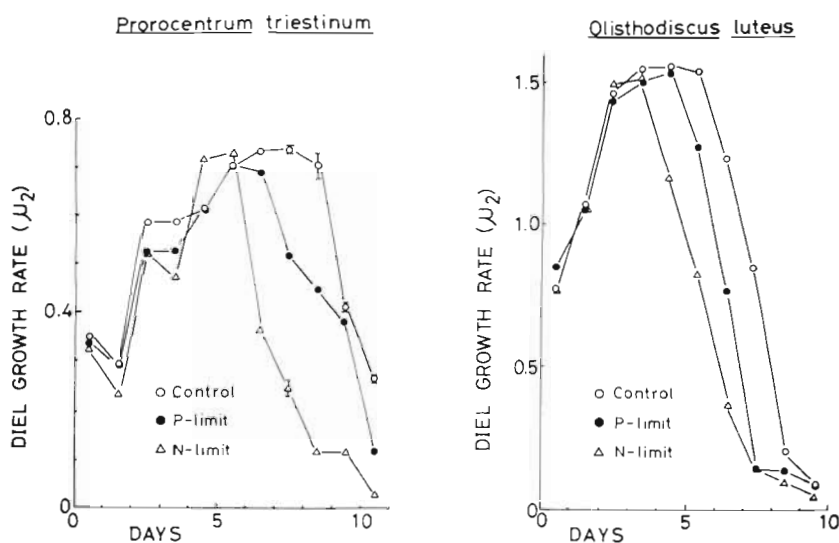 Prorocentrum triestinum
DIEL GROWTH RATE (μ2)
0.8
0.4
0
○ Control
● P-limit
△ N-limit
0
5
10
DAYS
Olisthodiscus luteus
DIEL GROWTH RATE (μ2)
1.5
1.0
0.5
0
○ Control
● P-limit
△ N-limit
0
5
10
DAYS